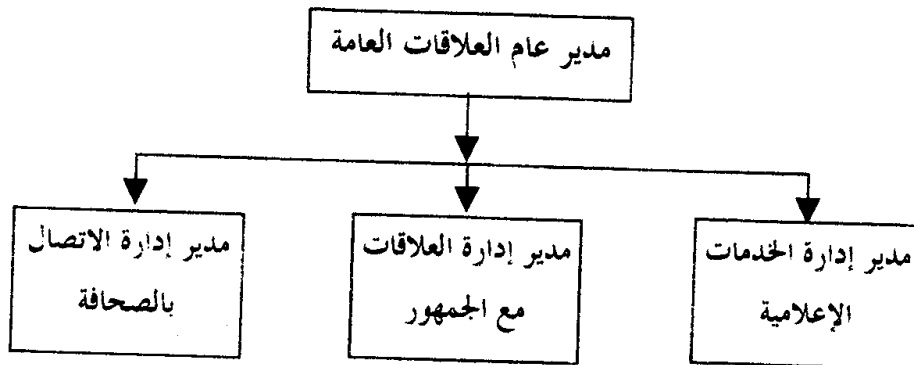 مدير عام العلاقات العامة
مدير إدارة الخدمات
الإعلامية
مدير إدارة العلاقات
مع الجمهور
مدير إدارة الاتصال
بالصحافة